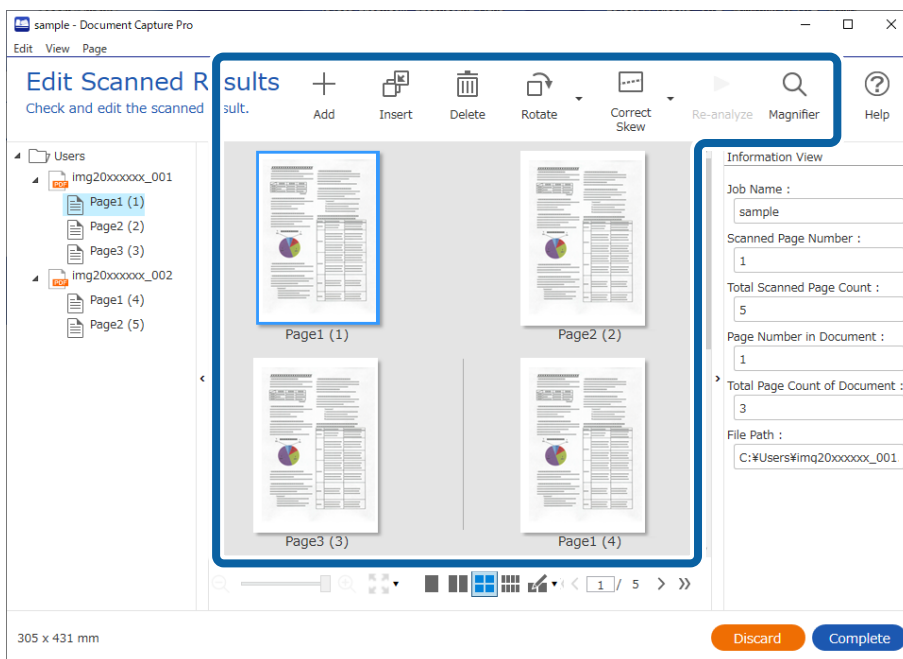 sample - Document Capture Pro
Edit View Page
Edit Scanned Results
Check and edit the scanned result.
Add
Insert
Delete
Rotate
Correct
Skew
Re-analyze
Magnifier
Help
Users
PDF
img20xxxxxx_001
Page1 (1)
Page2 (2)
Page3 (3)
PDF
img20xxxxxx_002
Page1 (4)
Page2 (5)
Page1 (1)
Page2 (2)
Page3 (3)
Page1 (4)
Information View
Job Name :
sample
Scanned Page Number :
1
Total Scanned Page Count :
5
Page Number in Document :
1
Total Page Count of Document :
3
File Path :
C:¥Users¥img20xxxxxx_001
1 / 5
305 x 431 mm
Discard
Complete